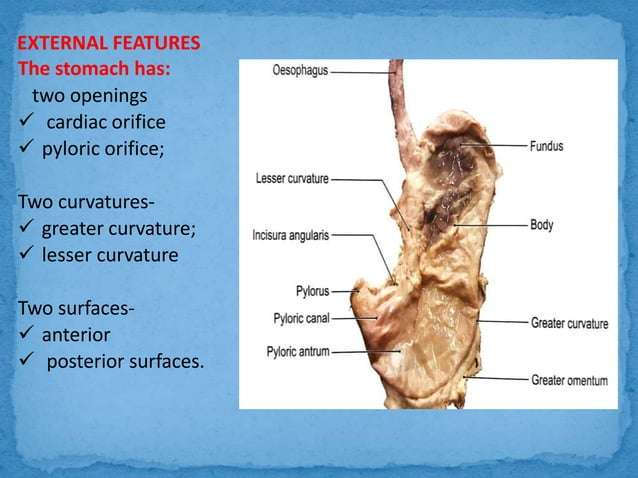 EXTERNAL FEATURES
The stomach has:
two openings
✓ cardiac orifice
✓ pyloric orifice;
Two curvatures-
✓ greater curvature;
✓ lesser curvature
Two surfaces-
✓ anterior
✓ posterior surfaces.
Oesophagus
Fundus
Lesser curvature
Body
Incisura angularis
Pylorus
Pyloric canal
Greater curvature
Pyloric antrum
Greater omentum